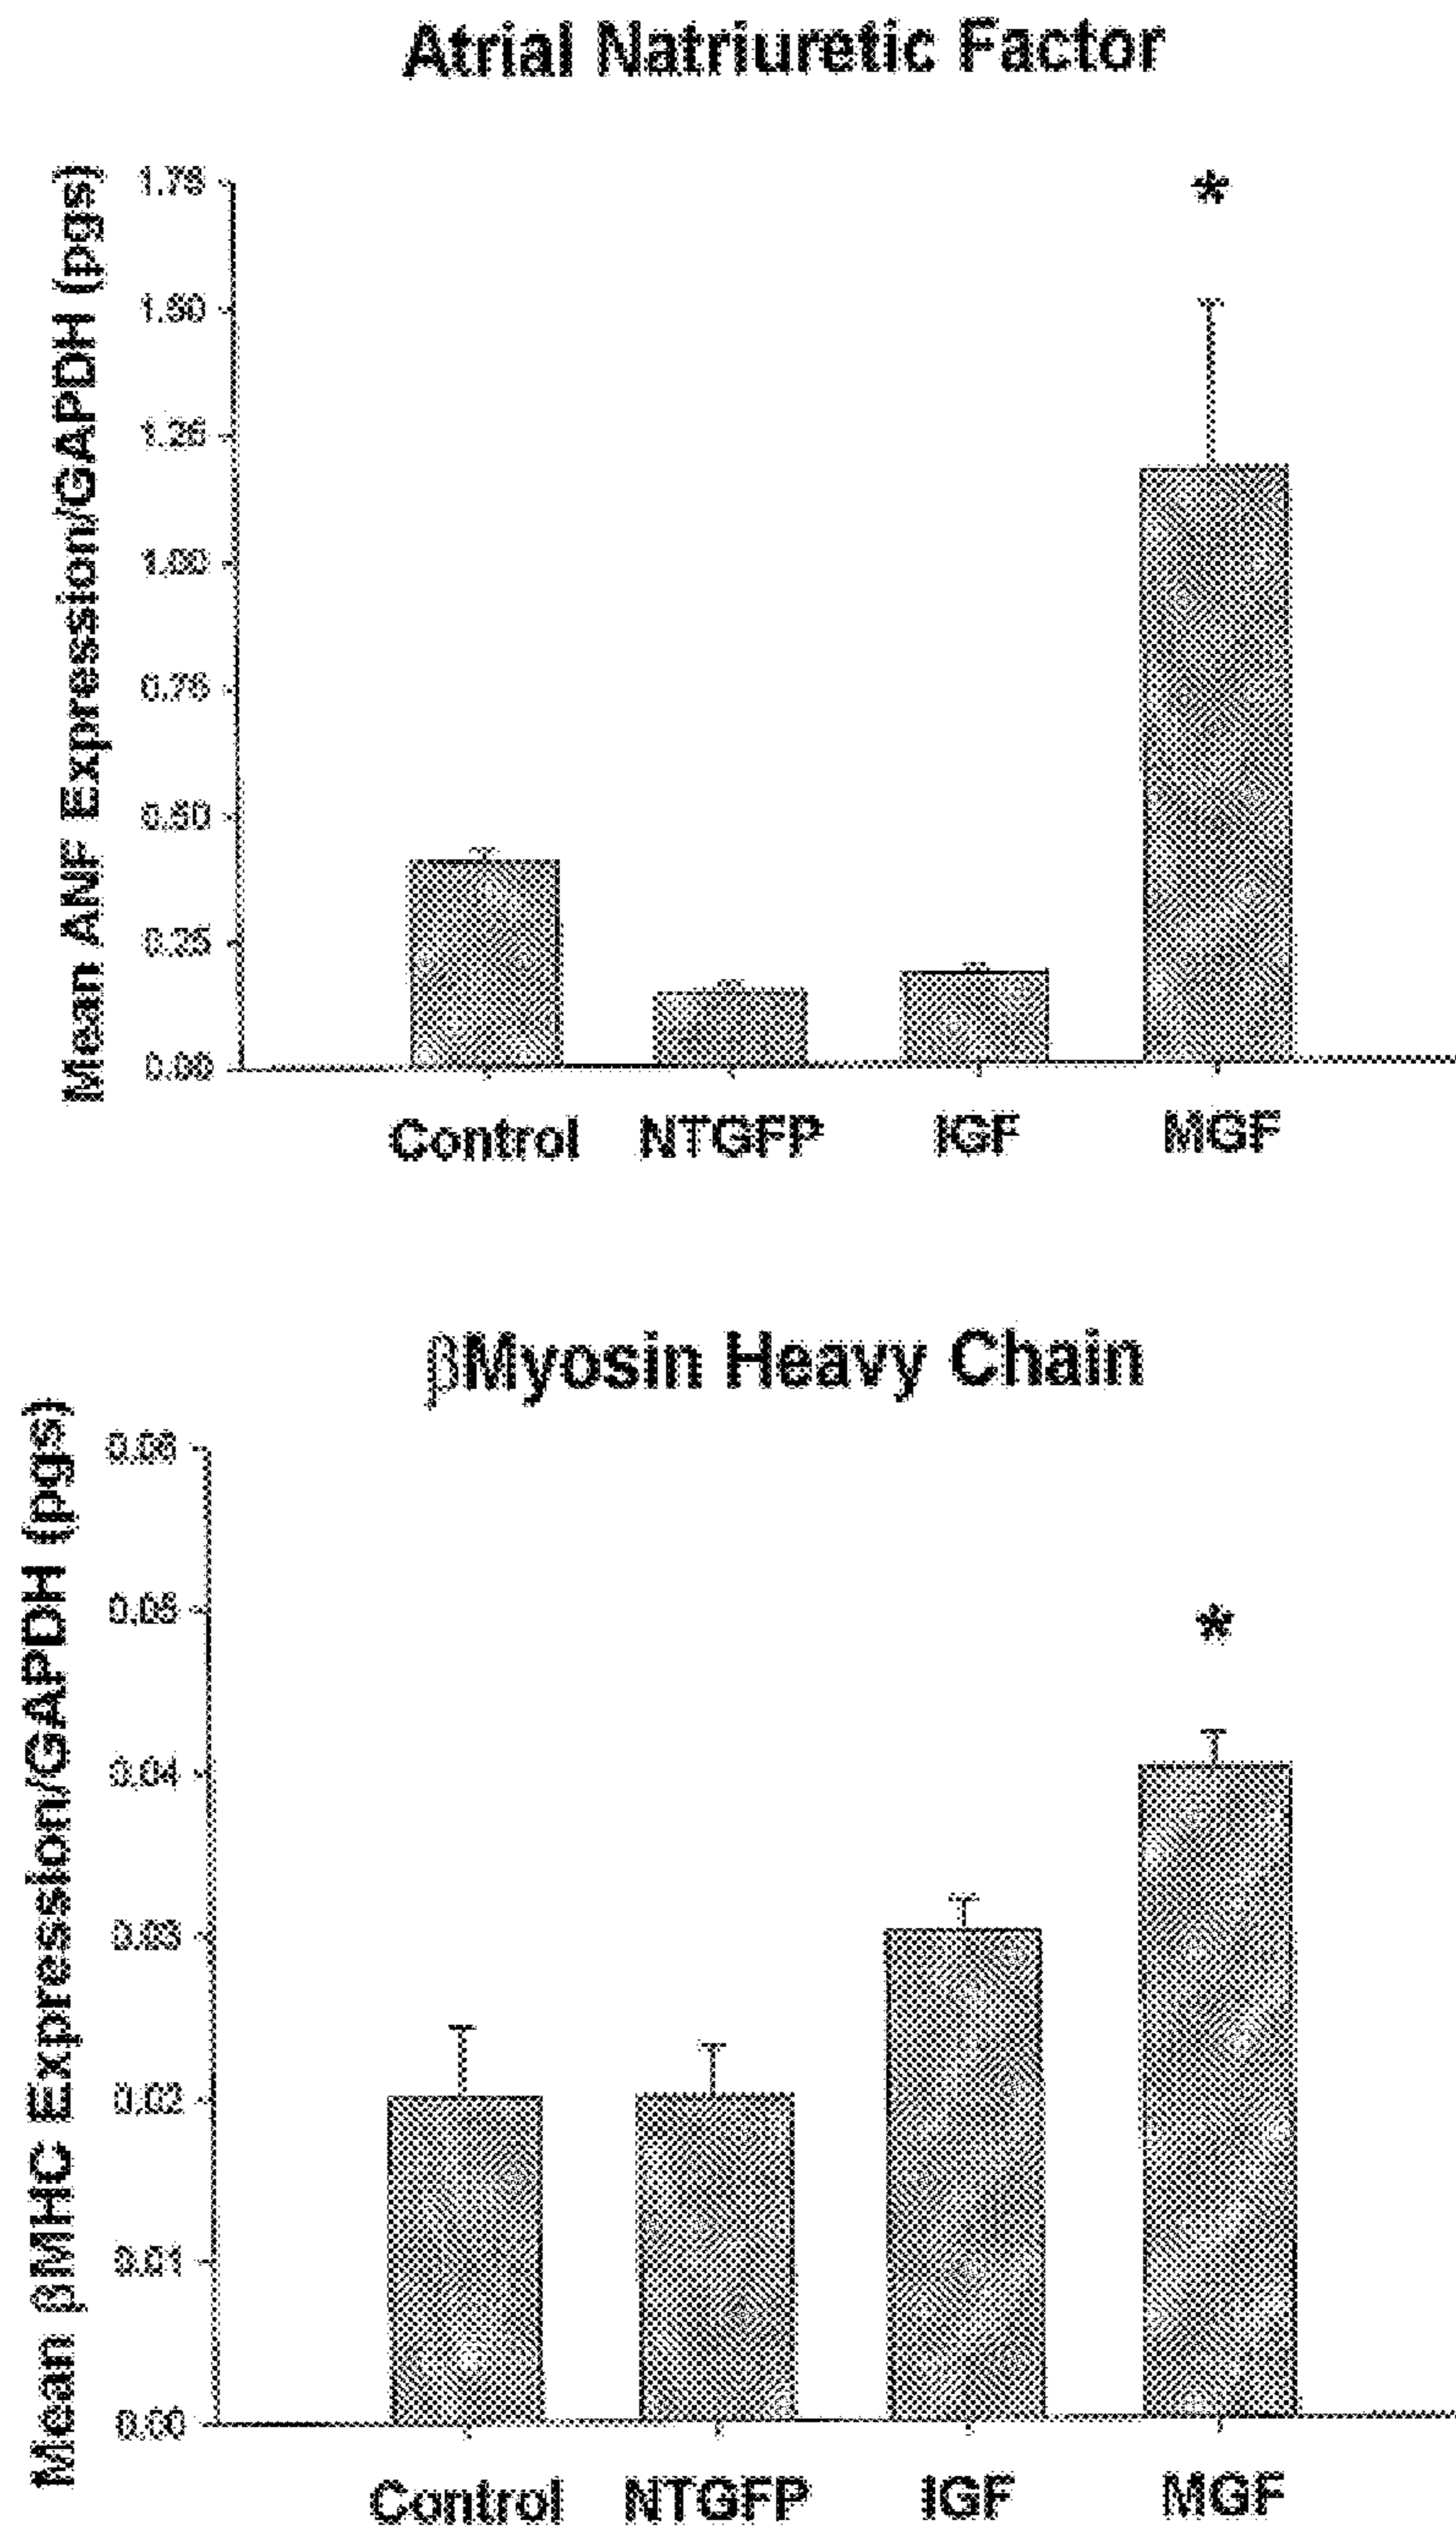 Atrial Natriuretic Factor
Mean ANF Expression/GAPDH (pgs)
1.75
1.50
1.25
1.00
0.75
0.50
0.25
0.00
*
Control NTGFP IGF MGF
βMyosin Heavy Chain
Mean βMHC Expression/GAPDH (pgs)
0.06
0.05
0.04
0.03
0.02
0.01
0.00
*
Control NTGFP IGF MGF